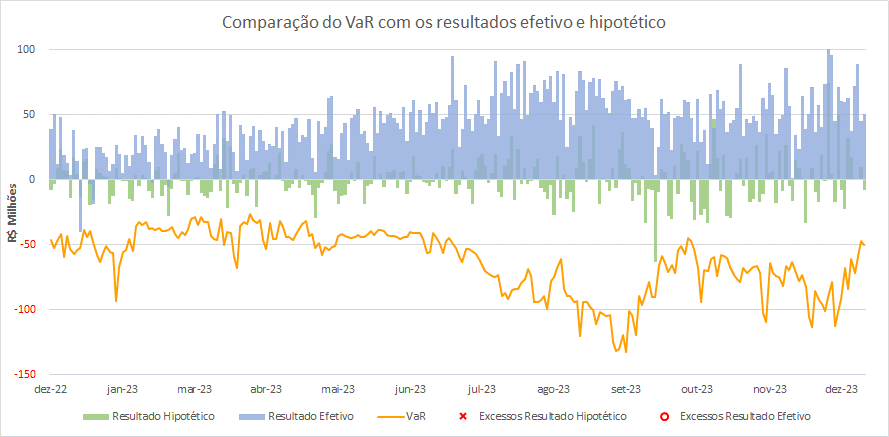 Comparação do VaR com os resultados efetivo e hipotético
R$ Milhões
100
50
0
-50
-100
-150
dez-22 jan-23 mar-23 abr-23 mai-23 jun-23 jul-23 ago-23 set-23 out-23 nov-23 dez-23
Resultado Hipotético Resultado Efetivo VaR Excessos Resultado Hipotético Excessos Resultado Efetivo